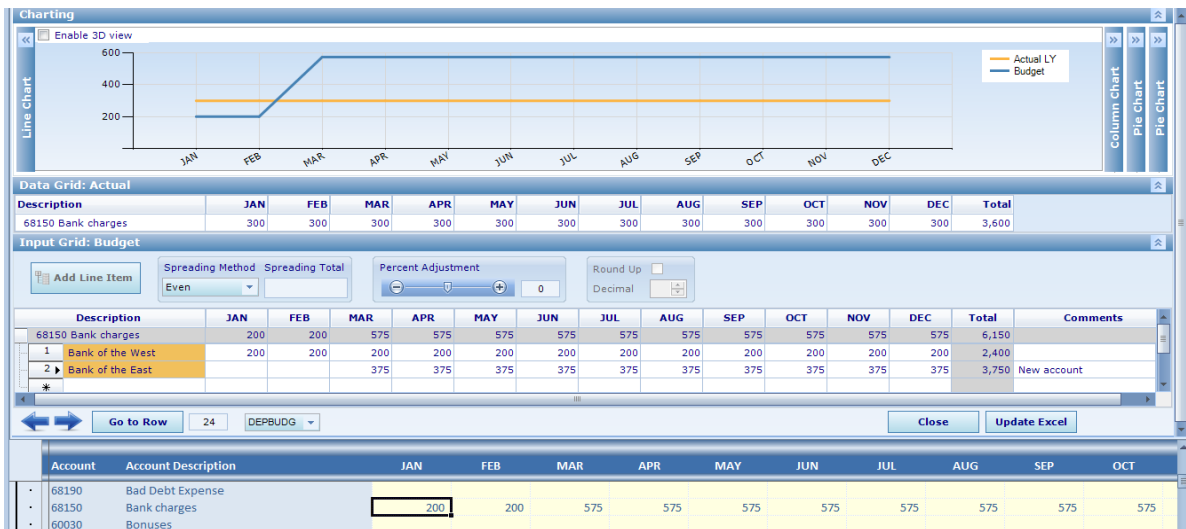 Charting
Enable 3D view
Line Chart
600
400
200
JAN FEB MAR APR MAY JUN JUL AUG SEP OCT NOV DEC
Actual LY
Budget
Column Chart
Pie Chart
Pie Chart
Data Grid: Actual
Description JAN FEB MAR APR MAY JUN JUL AUG SEP OCT NOV DEC Total
68150 Bank charges 300 300 300 300 300 300 300 300 300 300 300 300 3,600
Input Grid: Budget
Add Line Item
Spreading Method Spreading Total
Even
Percent Adjustment
0
Round Up
Decimal
Description JAN FEB MAR APR MAY JUN JUL AUG SEP OCT NOV DEC Total Comments
68150 Bank charges 200 200 575 575 575 575 575 575 575 575 575 575 6,150
1 Bank of the West 200 200 200 200 200 200 200 200 200 200 200 200 2,400
2 Bank of the East 375 375 375 375 375 375 375 375 375 375 3,750 New account
Go to Row 24 DEPBUDG Close Update Excel
Account Account Description JAN FEB MAR APR MAY JUN JUL AUG SEP OCT
68190 Bad Debt Expense
68150 Bank charges 200 200 575 575 575 575 575 575 575 575
60030 Bonuses